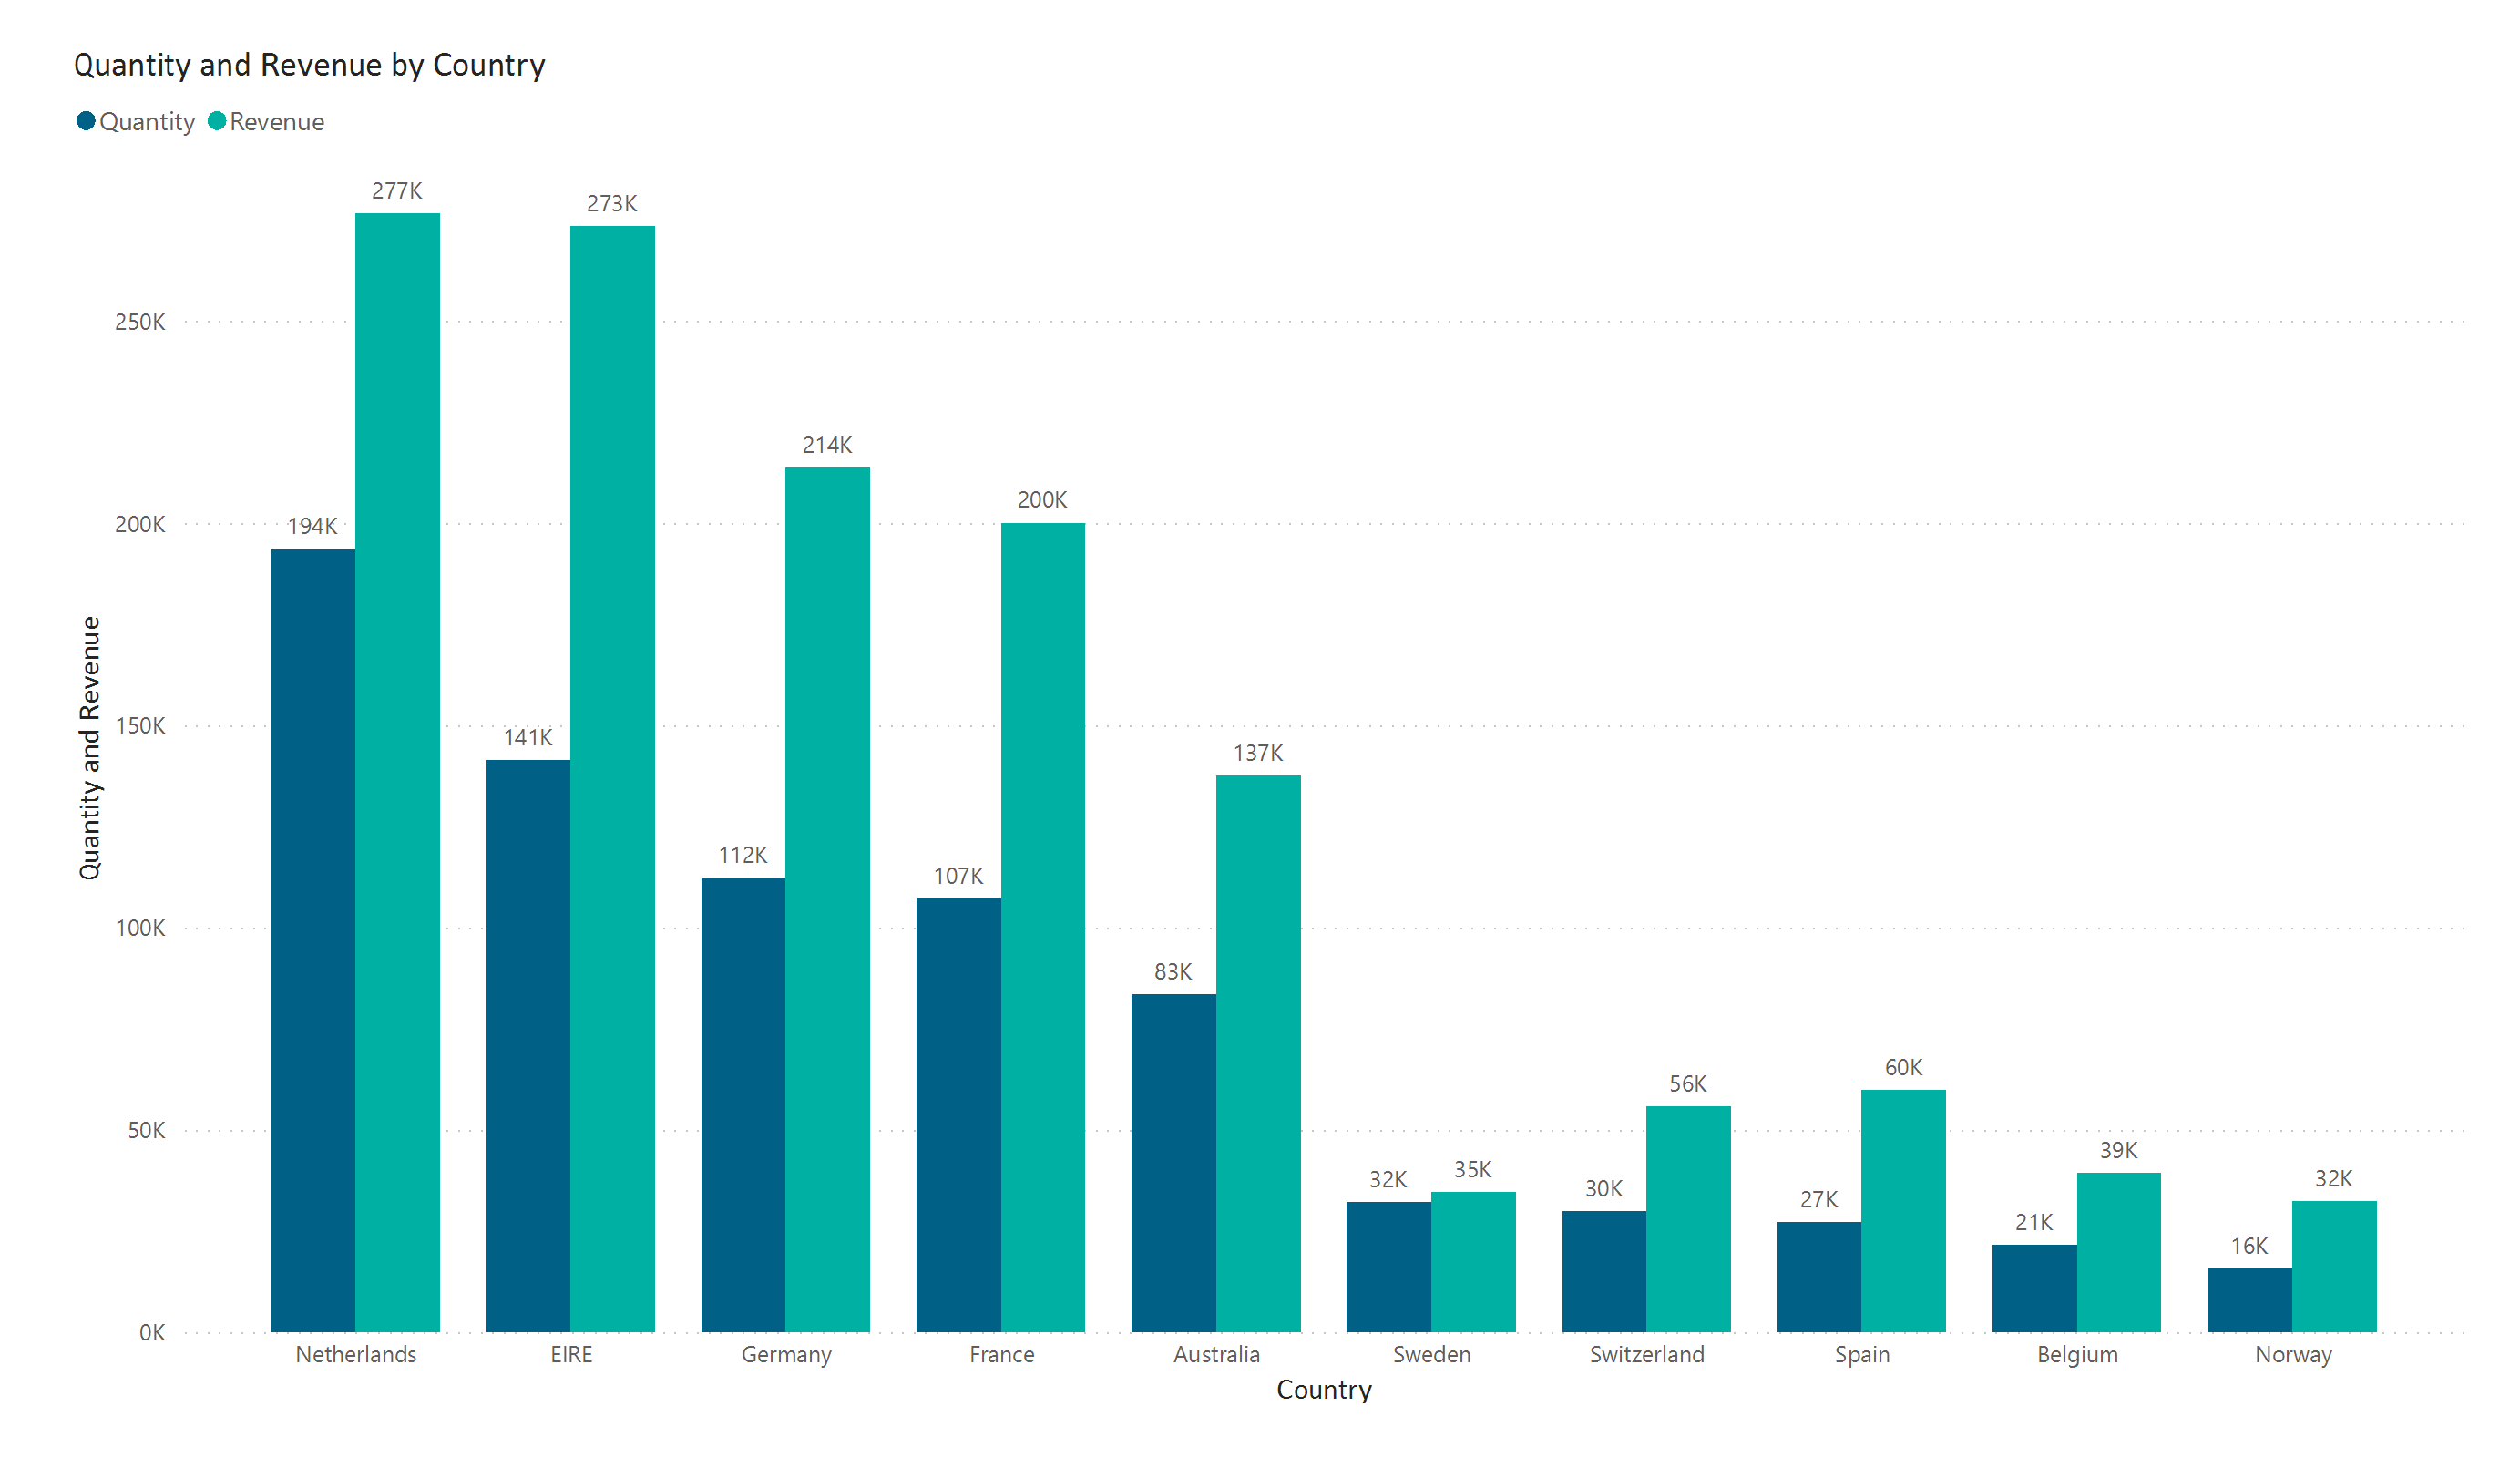 Quantity and Revenue by Country
Quantity Revenue
277K
273K
214K
200K
194K
141K
137K
112K
107K
83K
60K
56K
39K
35K
32K
32K
30K
27K
21K
16K
250K
200K
150K
100K
50K
0K
Quantity and Revenue
Netherlands EIRE Germany France Australia Sweden Switzerland Spain Belgium Norway
Country